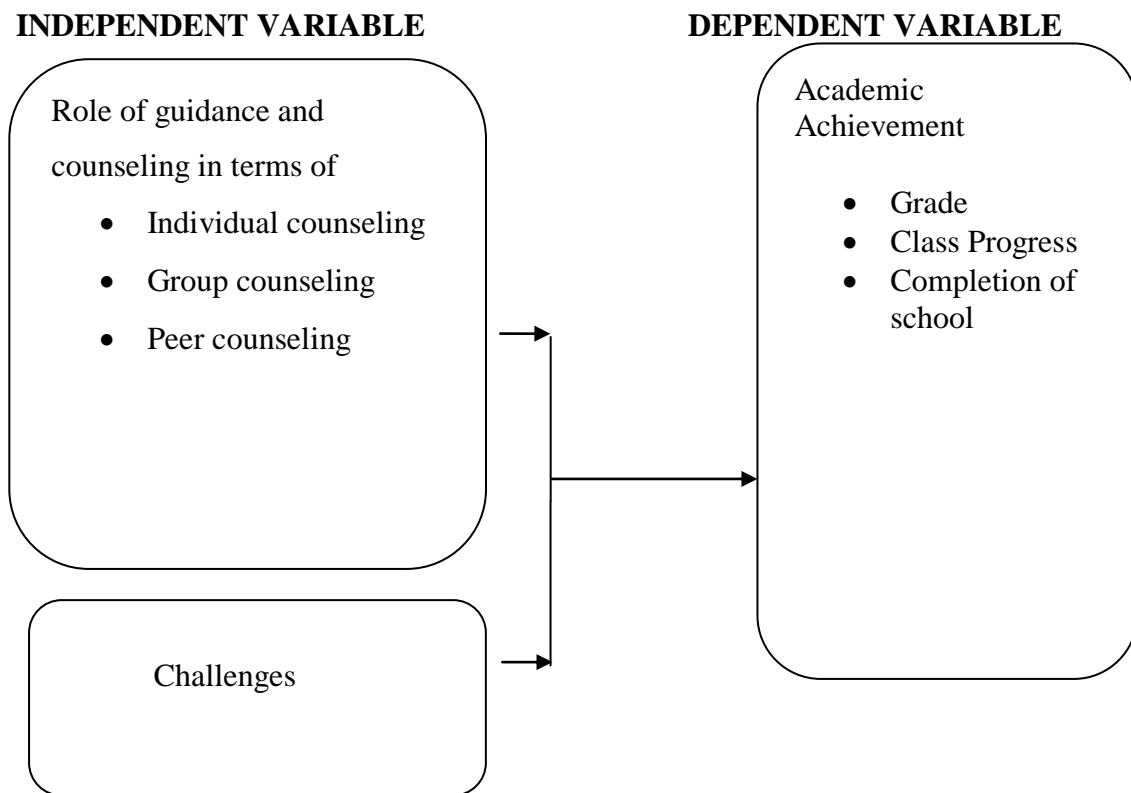 INDEPENDENT VARIABLE
Role of guidance and
counseling in terms of
• Individual counseling
• Group counseling
• Peer counseling
Challenges
DEPENDENT VARIABLE
Academic
Achievement
• Grade
• Class Progress
• Completion of
school